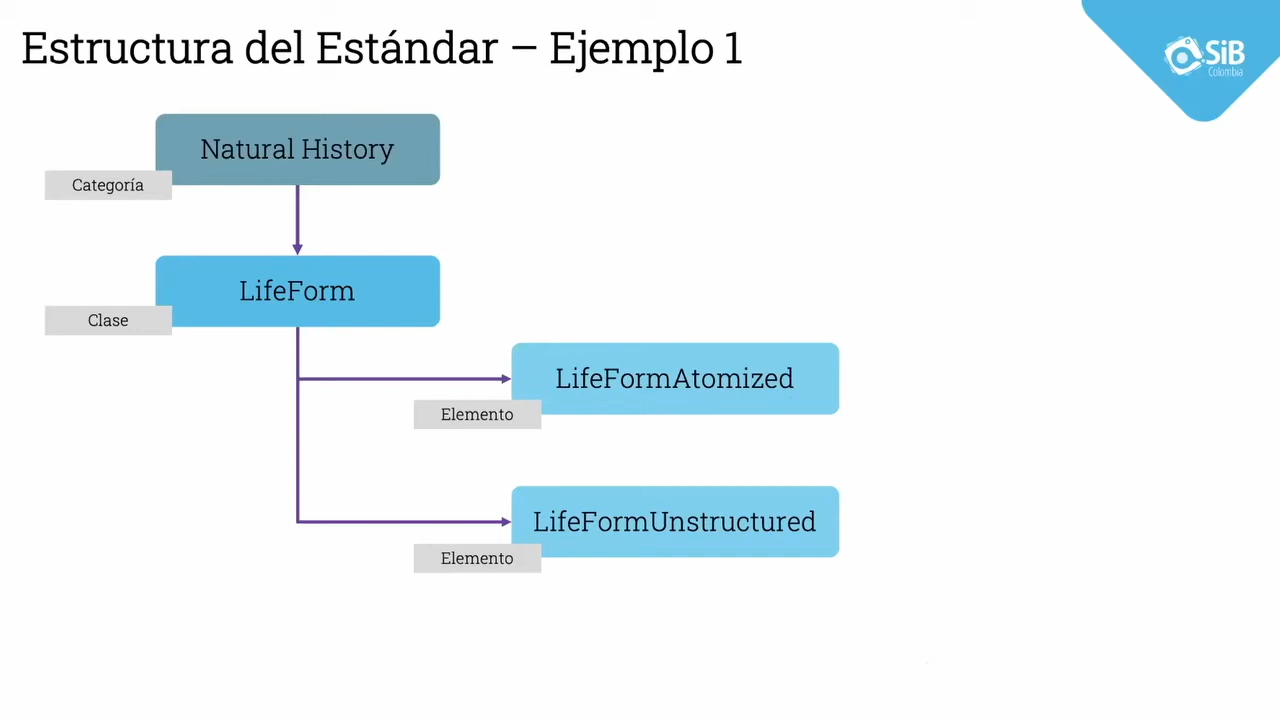 Estructura del Estándar – Ejemplo 1
SiB
Colombia
Natural History
Categoría
LifeForm
Clase
LifeFormAtomized
Elemento
LifeFormUnstructured
Elemento